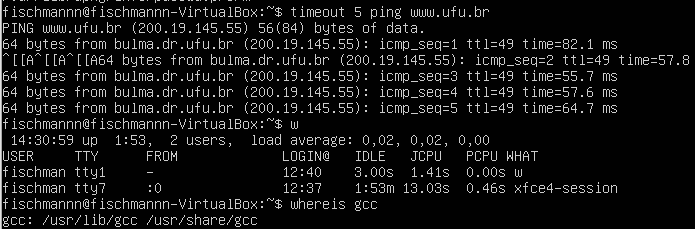 fischmannn@fischmannn-VirtualBox:~$ timeout 5 ping www.ufu.br
PING www.ufu.br (200.19.145.55) 56(84) bytes of data.
64 bytes from bulma.dr.ufu.br (200.19.145.55): icmp_seq=1 ttl=49 time=82.1 ms
^[[A^[[A^[[A64 bytes from bulma.dr.ufu.br (200.19.145.55): icmp_seq=2 ttl=49 time=57.8
64 bytes from bulma.dr.ufu.br (200.19.145.55): icmp_seq=3 ttl=49 time=55.7 ms
64 bytes from bulma.dr.ufu.br (200.19.145.55): icmp_seq=4 ttl=49 time=57.6 ms
64 bytes from bulma.dr.ufu.br (200.19.145.55): icmp_seq=5 ttl=49 time=64.7 ms
fischmannn@fischmannn-VirtualBox:~$ w
14:30:59 up  1:53,  2 users,  load average: 0,02, 0,02, 0,00
USER     TTY      FROM             LOGIN@   IDLE   JCPU   PCPU WHAT
fischman tty1     -                12:40    3.00s  1.41s  0.00s w
fischman tty7     :0               12:37    1:53m 13.03s  0.46s xfce4-session
fischmannn@fischmannn-VirtualBox:~$ whereis gcc
gcc: /usr/lib/gcc /usr/share/gcc